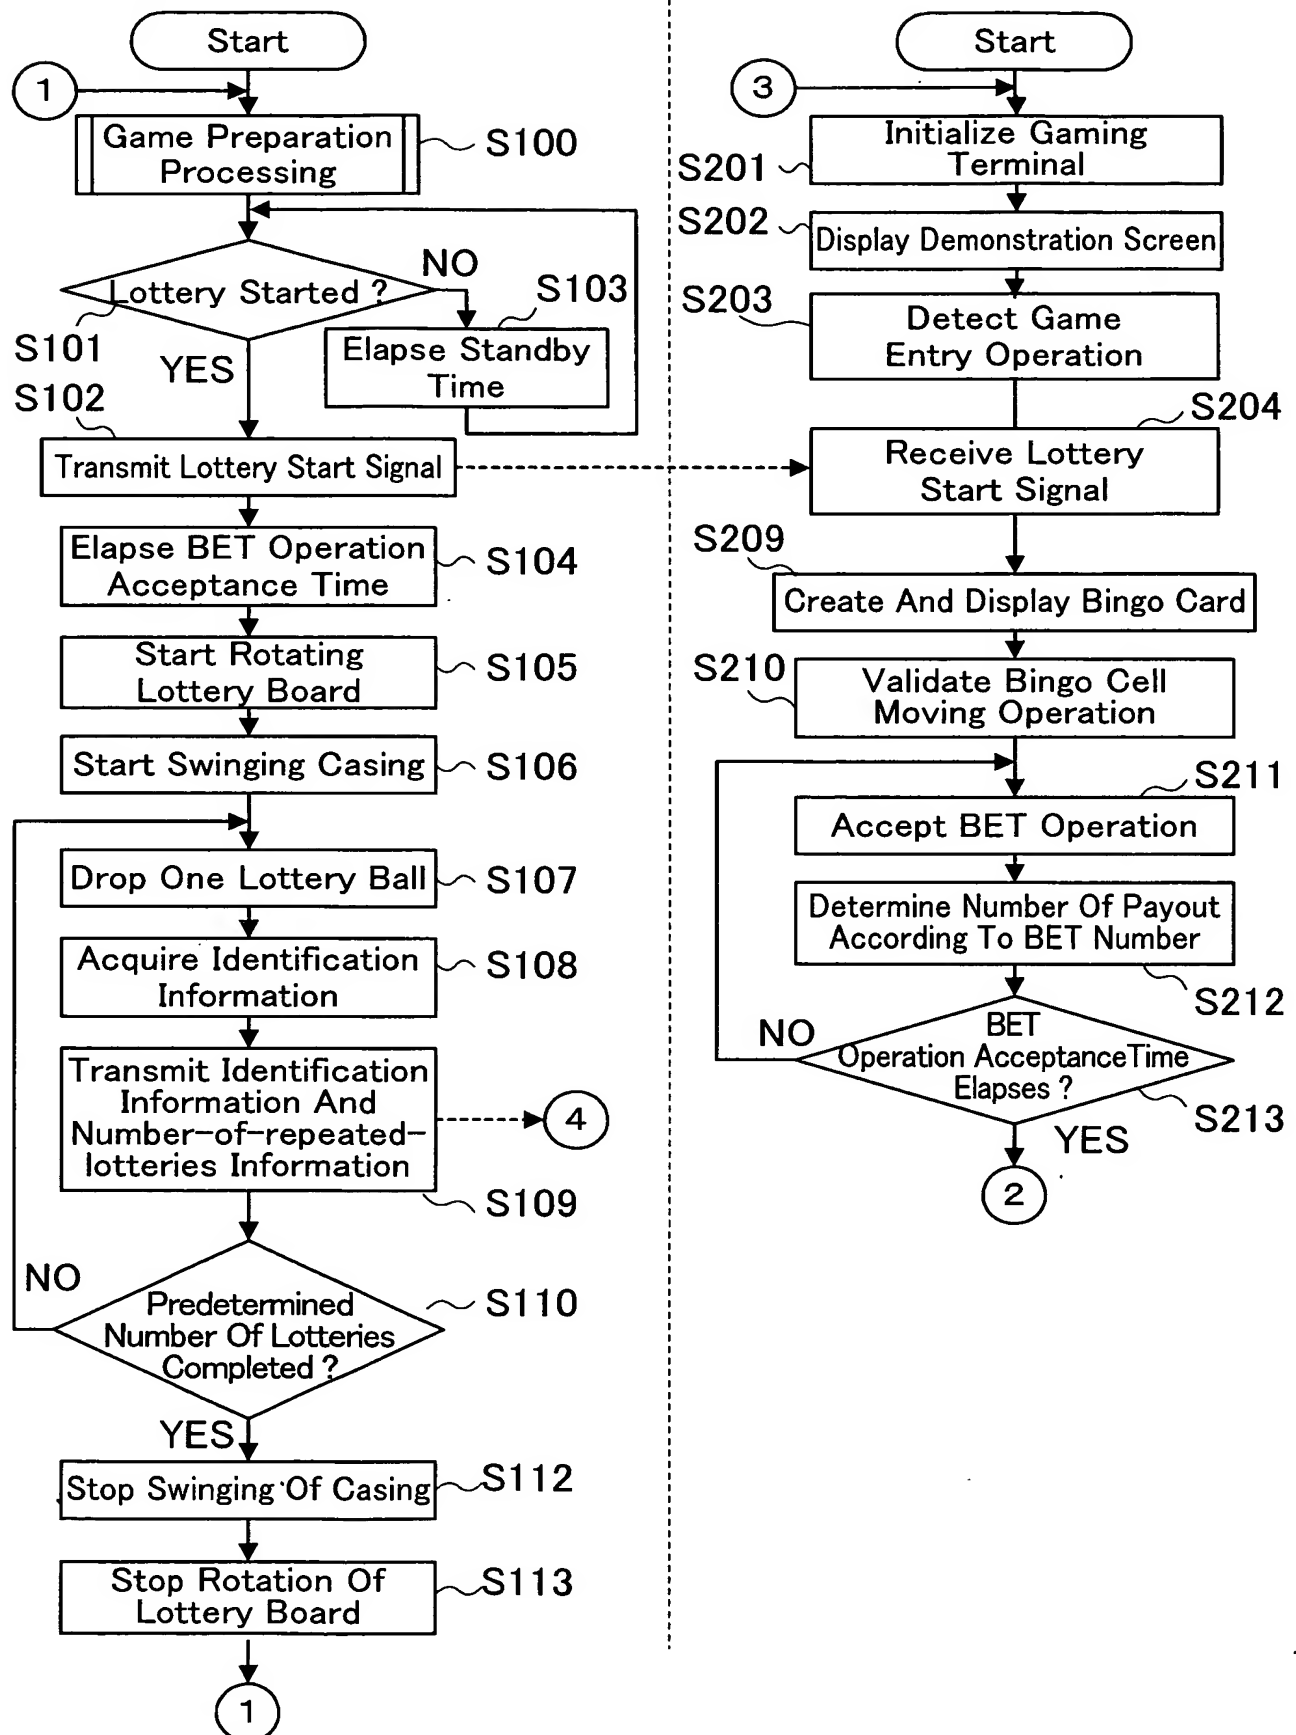 Start
1
Game Preparation
Processing
S100
Lottery Started ?
NO
S101
YES
S103
Elapse Standby
Time
S102
Transmit Lottery Start Signal
Elapse BET Operation
Acceptance Time
S104
Start Rotating
Lottery Board
S105
Start Swinging Casing
S106
Drop One Lottery Ball
S107
Acquire Identification
Information
S108
Transmit Identification
Information And
Number-of-repeated-
lotteries Information
4
S109
NO
Predetermined
Number Of Lotteries
Completed ?
S110
YES
Stop Swinging Of Casing
S112
Stop Rotation Of
Lottery Board
S113
1
Start
3
Initialize Gaming
Terminal
S201
S202
Display Demonstration Screen
S203
Detect Game
Entry Operation
S204
Receive Lottery
Start Signal
S209
Create And Display Bingo Card
S210
Validate Bingo Cell
Moving Operation
S211
Accept BET Operation
Determine Number Of Payout
According To BET Number
S212
NO
BET
Operation Acceptance Time
Elapses ?
S213
YES
2